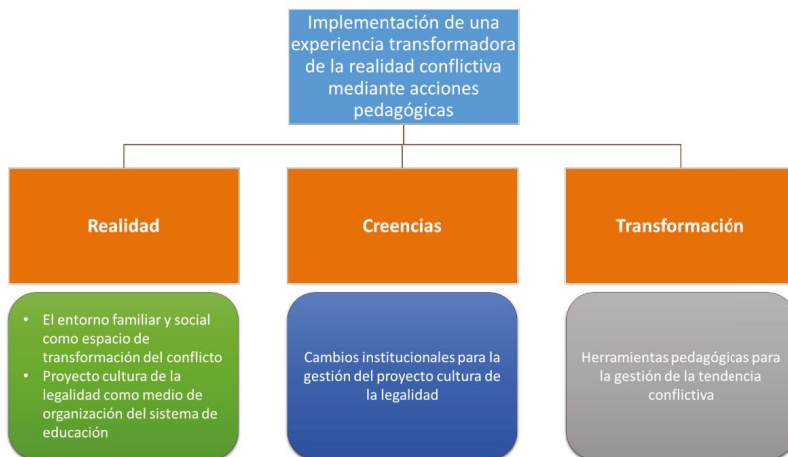 Implementación de una
experiencia transformadora
de la realidad conflictiva
mediante acciones
pedagógicas
Realidad
Creencias
Transformación
• El entorno familiar y social
como espacio de
transformación del conflicto
• Proyecto cultura de la
legalidad como medio de
organización del sistema de
educación
Cambios institucionales para la
gestión del proyecto cultura de
la legalidad
Herramientas pedagógicas para
la gestión de la tendencia
conflictiva